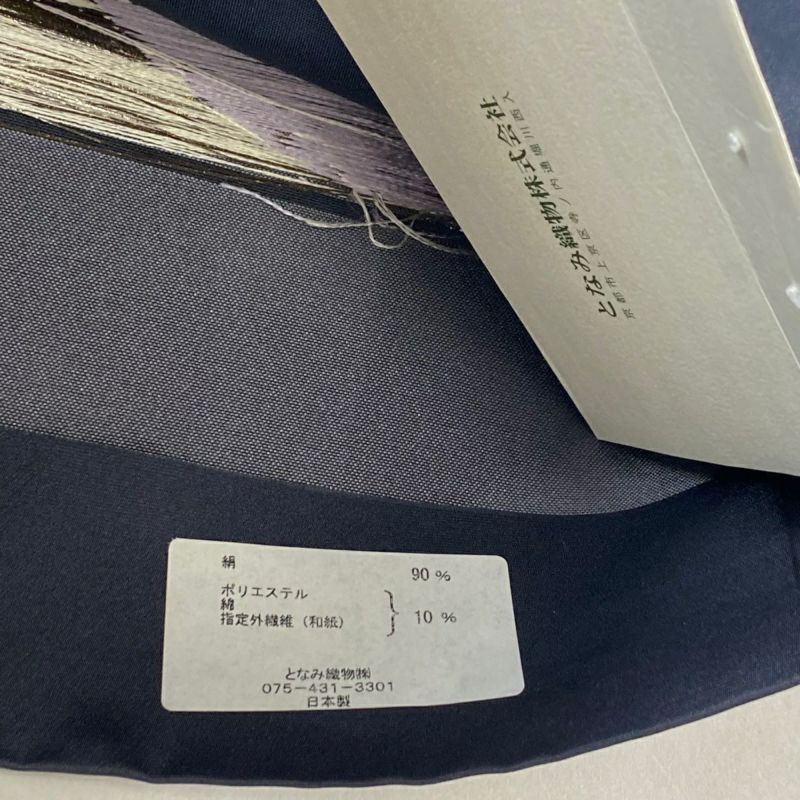 となみ織物株式会社
京都市上京区寺ノ内通堀川西入
絹 90 %
ポリエステル
綿
指定外繊維（和紙） 10 %
となみ織物㈱
075-431-3301
日本製